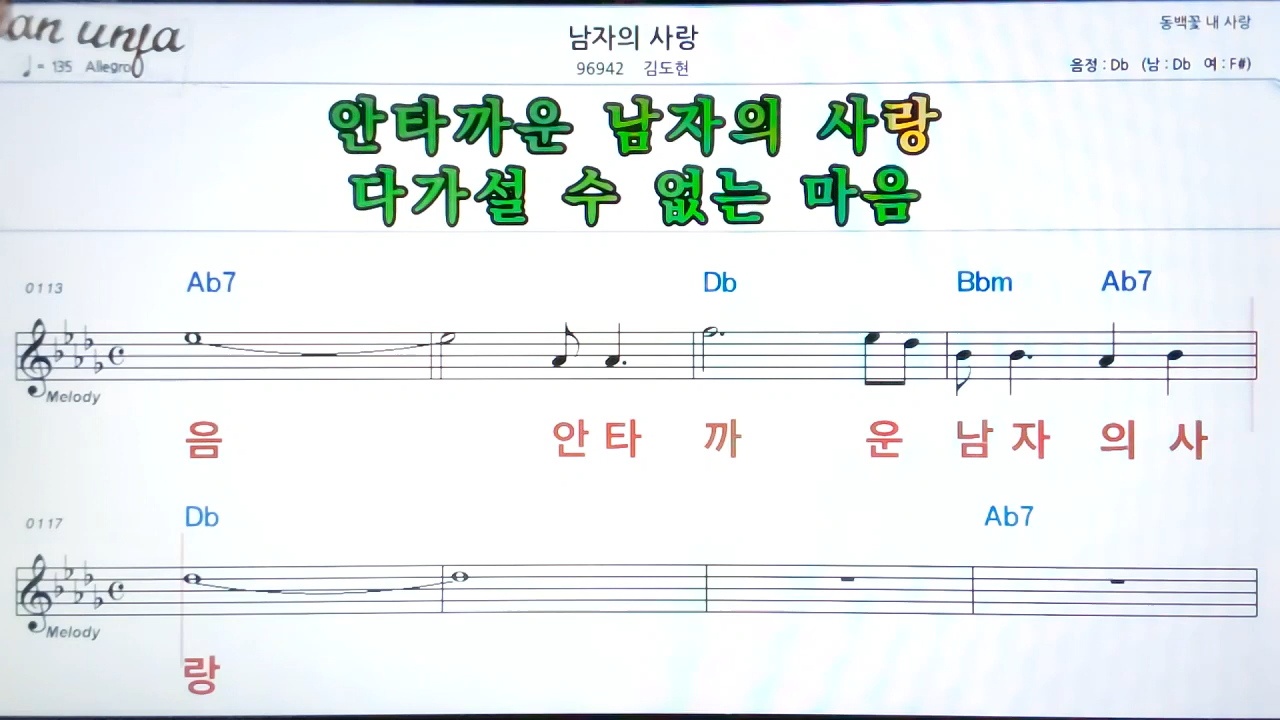 an unfa
남자의 사랑
동백꽃 내 사랑
♩ = 135 Allegro
96942 김도현
음정 : Db (남 : Db 여 : F#)
안타까운 남자의 사랑
다가설 수 없는 마음
0113 Ab7 Db Bbm Ab7
Melody
음 안 타 까 운 남 자 의 사
0117 Db Ab7
Melody
랑